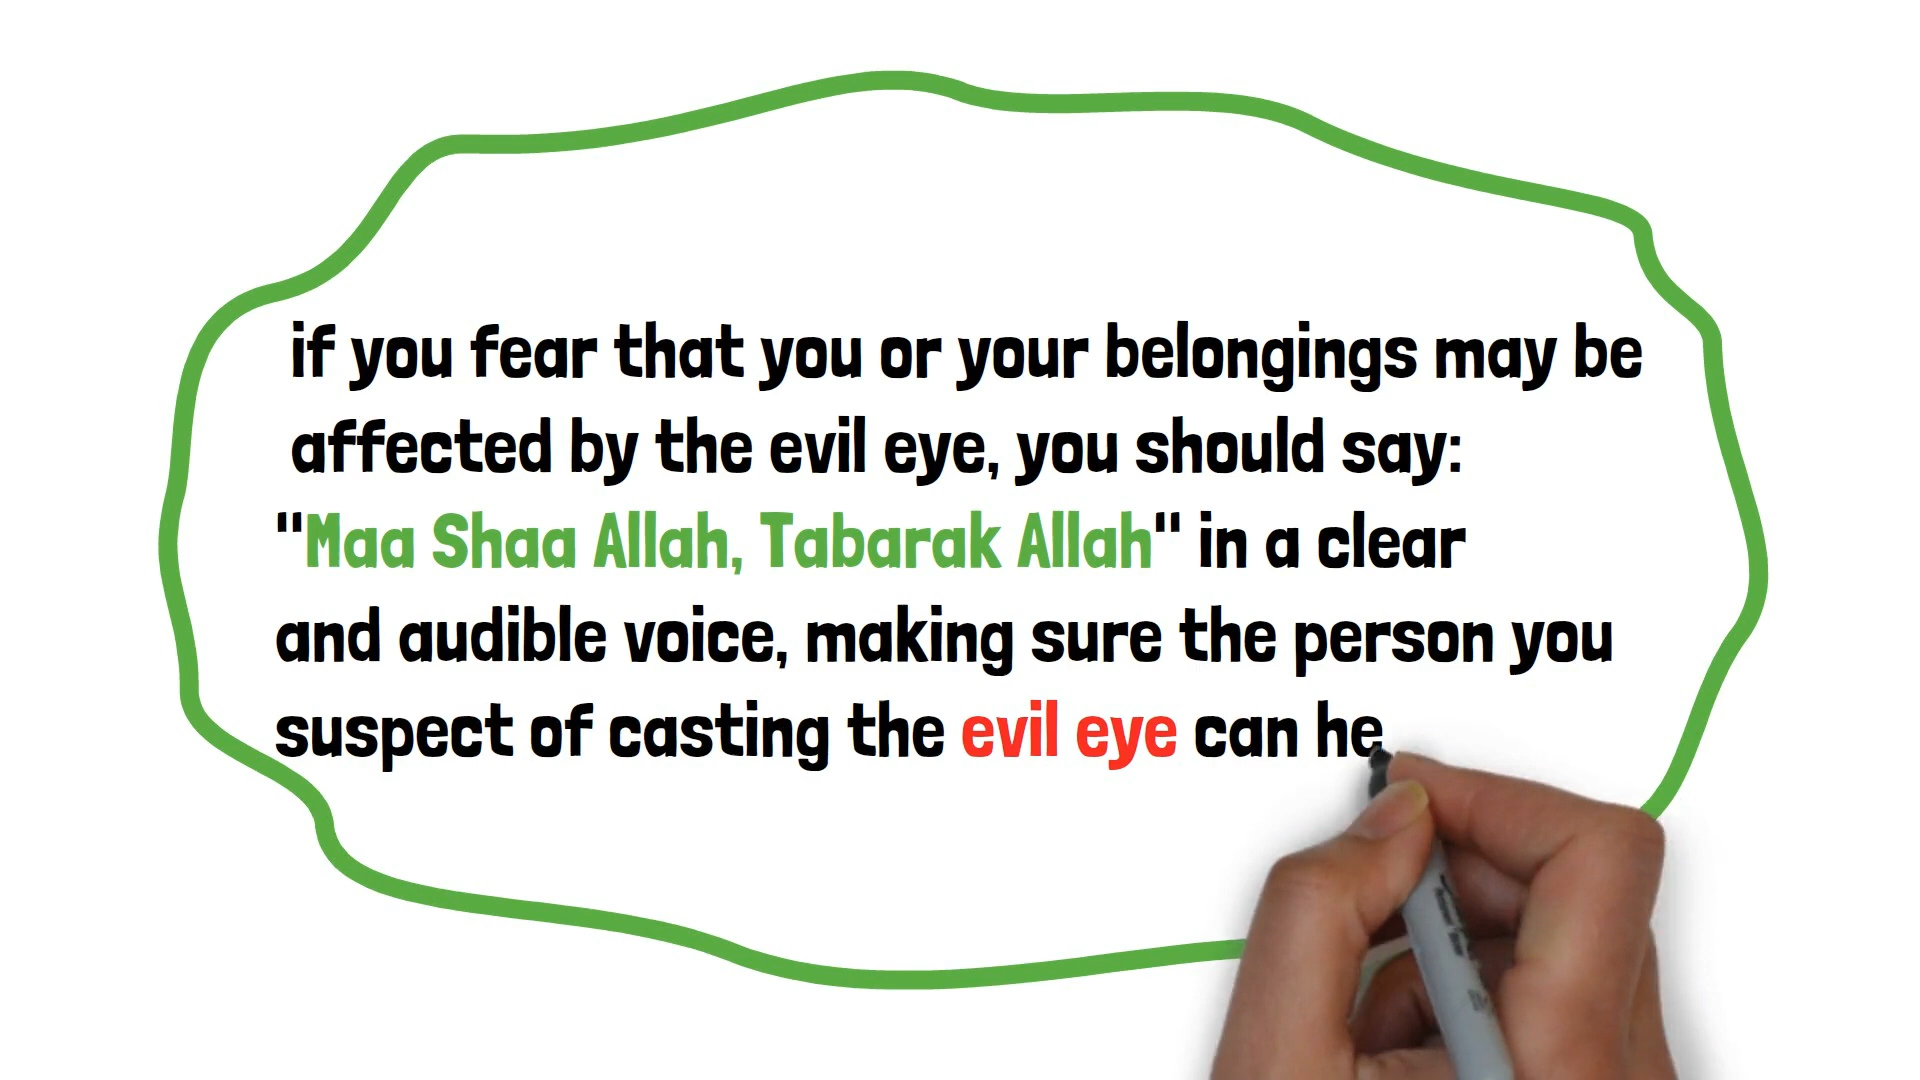 if you fear that you or your belongings may be
affected by the evil eye, you should say:
"Maa Shaa Allah, Tabarak Allah" in a clear
and audible voice, making sure the person you
suspect of casting the evil eye can he